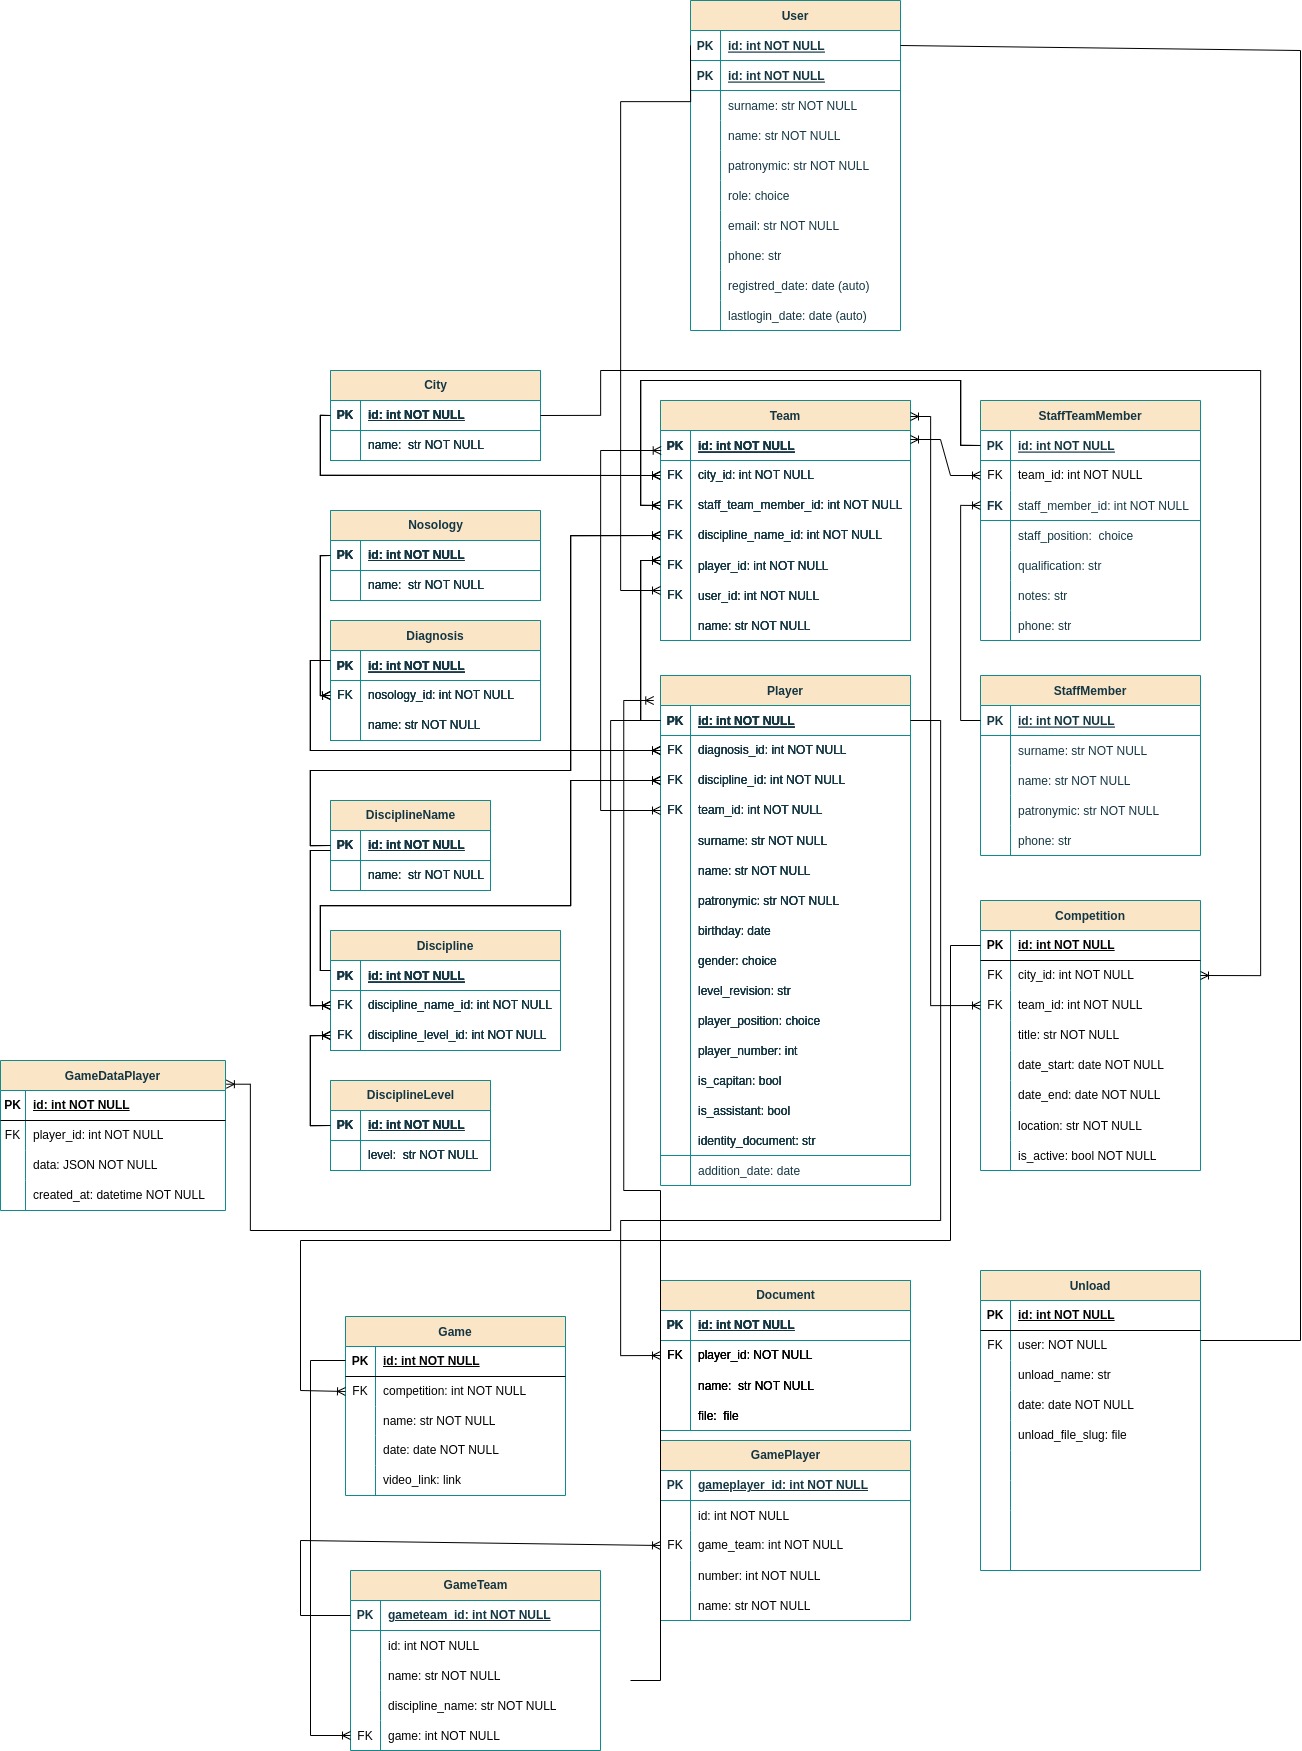 User
PK id: int NOT NULL
PK id: int NOT NULL
surname: str NOT NULL
name: str NOT NULL
patronymic: str NOT NULL
role: choice
email: str NOT NULL
phone: str
registred_date: date (auto)
lastlogin_date: date (auto)
City
PK id: int NOT NULL
name: str NOT NULL
Team
PK id: int NOT NULL
FK city_id: int NOT NULL
FK staff_team_member_id: int NOT NULL
FK discipline_name_id: int NOT NULL
FK player_id: int NOT NULL
FK user_id: int NOT NULL
name: str NOT NULL
StaffTeamMember
PK id: int NOT NULL
FK team_id: int NOT NULL
FK staff_member_id: int NOT NULL
staff_position: choice
qualification: str
notes: str
phone: str
Nosology
PK id: int NOT NULL
name: str NOT NULL
Diagnosis
PK id: int NOT NULL
FK nosology_id: int NOT NULL
name: str NOT NULL
Player
PK id: int NOT NULL
FK diagnosis_id: int NOT NULL
FK discipline_id: int NOT NULL
FK team_id: int NOT NULL
surname: str NOT NULL
name: str NOT NULL
patronymic: str NOT NULL
birthday: date
gender: choice
level_revision: str
player_position: choice
player_number: int
is_capitan: bool
is_assistant: bool
identity_document: str
addition_date: date
StaffMember
PK id: int NOT NULL
surname: str NOT NULL
name: str NOT NULL
patronymic: str NOT NULL
phone: str
DisciplineName
PK id: int NOT NULL
name: str NOT NULL
Discipline
PK id: int NOT NULL
FK discipline_name_id: int NOT NULL
FK discipline_level_id: int NOT NULL
Competition
PK id: int NOT NULL
FK city_id: int NOT NULL
FK team_id: int NOT NULL
title: str NOT NULL
date_start: date NOT NULL
date_end: date NOT NULL
location: str NOT NULL
is_active: bool NOT NULL
GameDataPlayer
PK id: int NOT NULL
FK player_id: int NOT NULL
data: JSON NOT NULL
created_at: datetime NOT NULL
DisciplineLevel
PK id: int NOT NULL
level: str NOT NULL
Document
PK id: int NOT NULL
FK player_id: NOT NULL
name: str NOT NULL
file: file
Unload
PK id: int NOT NULL
FK user: NOT NULL
unload_name: str
date: date NOT NULL
unload_file_slug: file
Game
PK id: int NOT NULL
FK competition: int NOT NULL
name: str NOT NULL
date: date NOT NULL
video_link: link
GamePlayer
PK gameplayer_id: int NOT NULL
id: int NOT NULL
FK game_team: int NOT NULL
number: int NOT NULL
name: str NOT NULL
GameTeam
PK gameteam_id: int NOT NULL
id: int NOT NULL
name: str NOT NULL
discipline_name: str NOT NULL
FK game: int NOT NULL